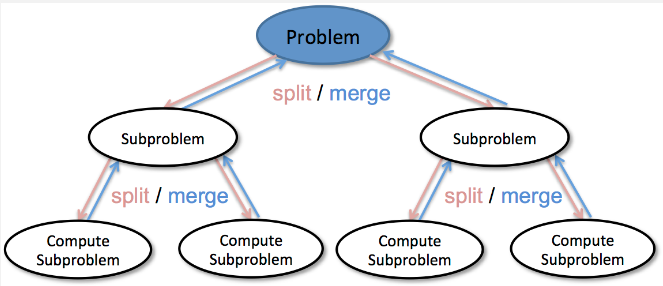 Problem
split / merge
Subproblem
Subproblem
split / merge
split / merge
Compute
Subproblem
Compute
Subproblem
Compute
Subproblem
Compute
Subproblem